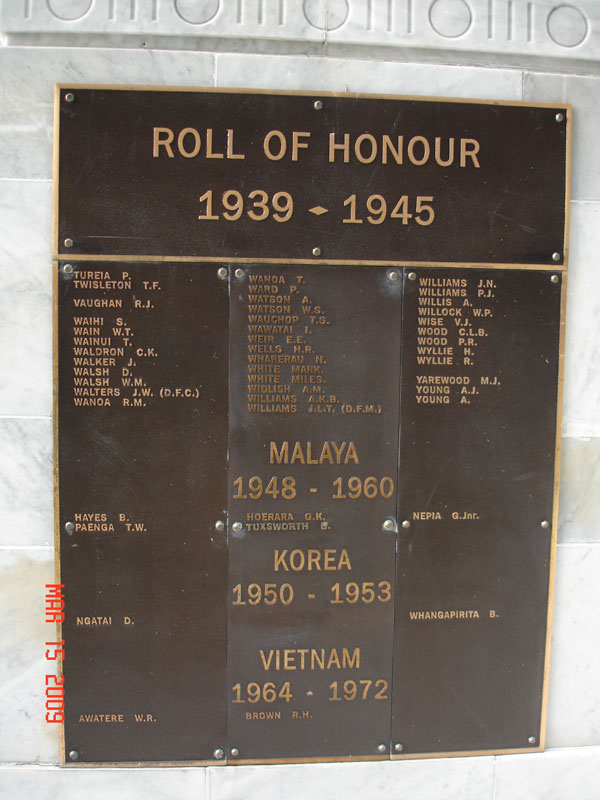 ROLL OF HONOUR
1939 - 1945
TUREIA P.
TWISLETON T.F.
VAUGHAN R.J.
WAIHI S.
WAIN W.T.
WAINUI T.
WALDRON C.K.
WALKER J.
WALSH D.
WALSH W.M.
WALTERS J.W. (D.F.C.)
WANOA R.M.
WANOA T.
WARD P.
WATSON A.
WATSON W.S.
WAUCHOP T.S.
WAWATAI I.
WEIR E.E.
WELLS H.R.
WHARERAU N.
WHITE MARK.
WHITE MILES.
WIDLISH A.M.
WILLIAMS A.K.B.
WILLIAMS J.L.T. (D.F.M.)
WILLIAMS J.N.
WILLIAMS P.J.
WILLIS A.
WILLOCK W.P.
WISE V.J.
WOOD C.L.B.
WOOD P.R.
WYLLIE H.
WYLLIE R.
YAREWOOD M.J.
YOUNG A.J.
YOUNG A.
MALAYA
1948 - 1960
HAYES B.
PAENGA T.W.
HOERARA G.K.
TUXSWORTH B.
NEPIA G.Jnr.
KOREA
1950 - 1953
NGATAI D.
WHANGAPIRITA B.
VIETNAM
1964 - 1972
AWATERE W.R.
BROWN R.H.
MAR 15 2009